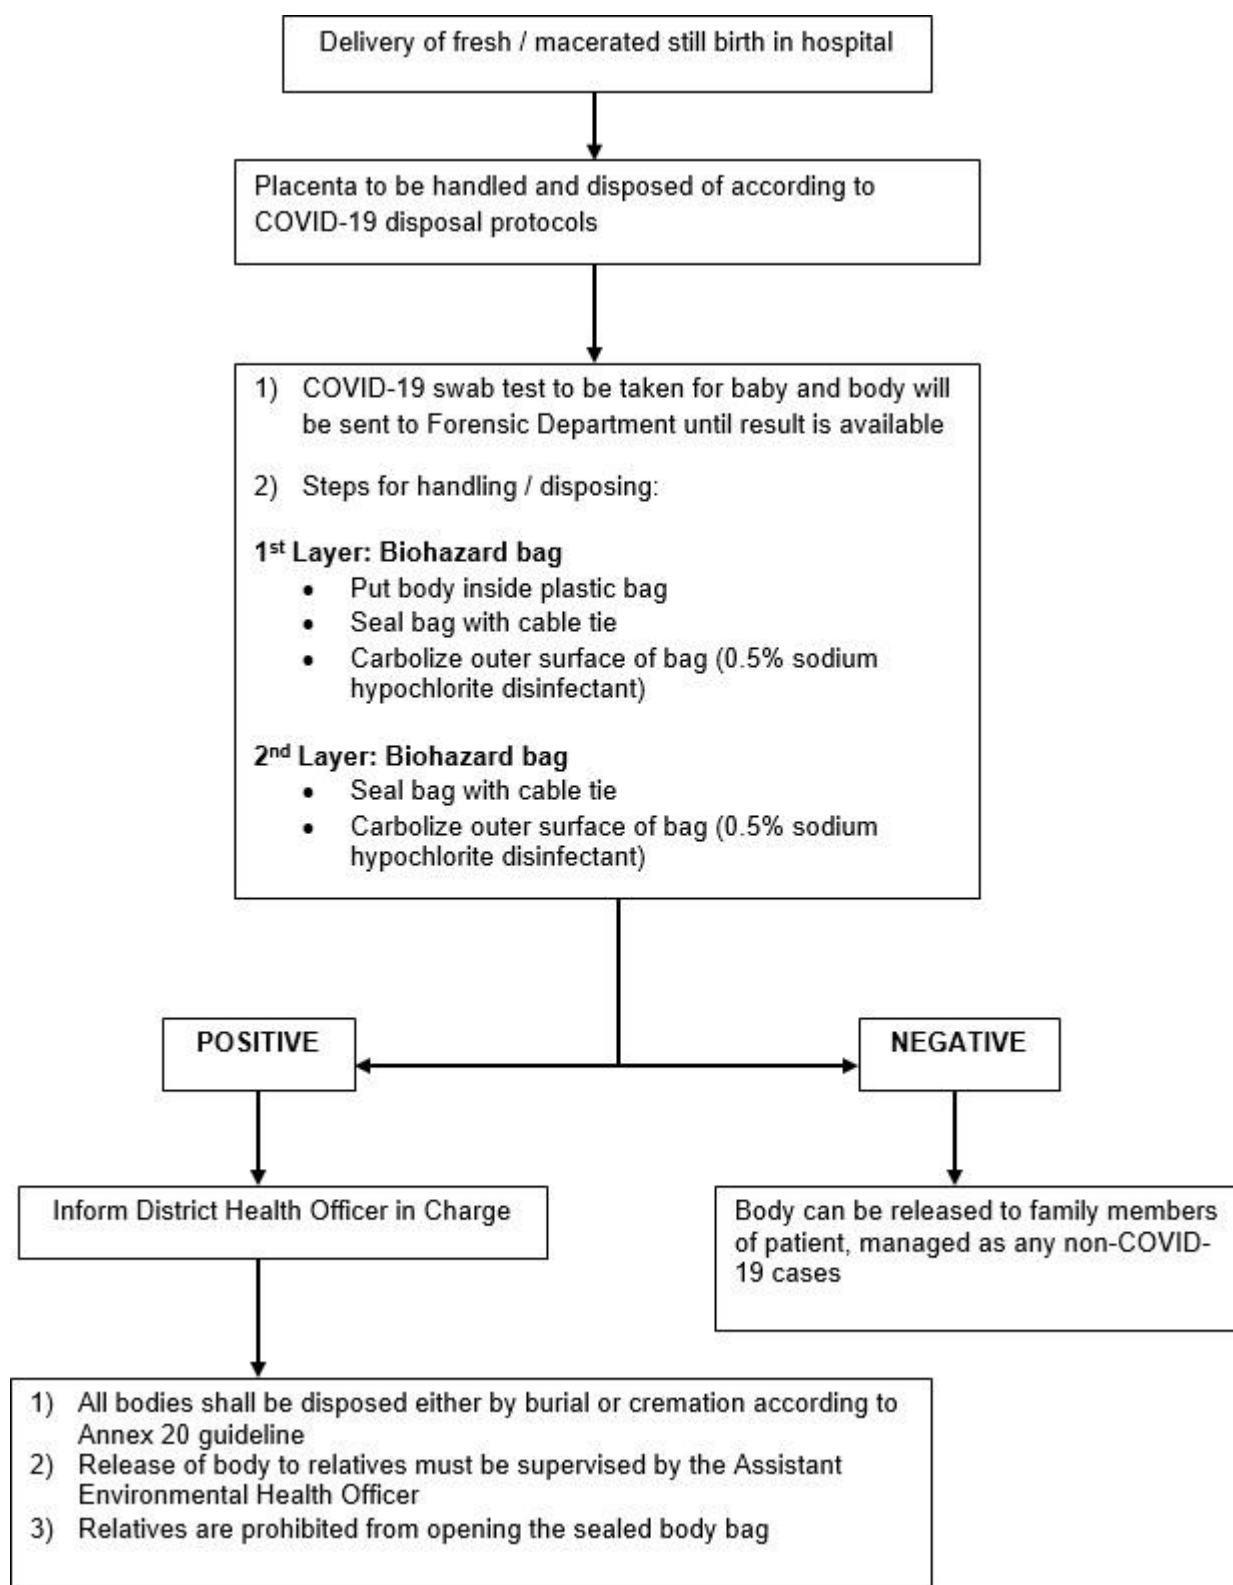 Delivery of fresh / macerated still birth in hospital
Placenta to be handled and disposed of according to
COVID-19 disposal protocols
1) COVID-19 swab test to be taken for baby and body will
be sent to Forensic Department until result is available
2) Steps for handling / disposing:
1st Layer: Biohazard bag
• Put body inside plastic bag
• Seal bag with cable tie
• Carbolize outer surface of bag (0.5% sodium
hypochlorite disinfectant)
2nd Layer: Biohazard bag
• Seal bag with cable tie
• Carbolize outer surface of bag (0.5% sodium
hypochlorite disinfectant)
POSITIVE
NEGATIVE
Inform District Health Officer in Charge
Body can be released to family members
of patient, managed as any non-COVID-
19 cases
1) All bodies shall be disposed either by burial or cremation according to
Annex 20 guideline
2) Release of body to relatives must be supervised by the Assistant
Environmental Health Officer
3) Relatives are prohibited from opening the sealed body bag